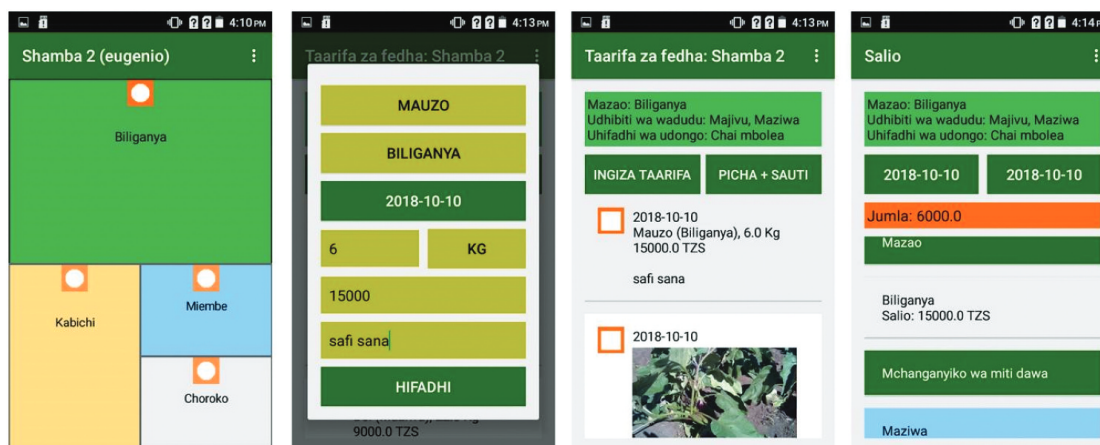 4:10 PM
Shamba 2 (eugenio)
Biliganya
Kabichi
Miembe
Choroko
4:13 PM
Taarifa za fedha: Shamba 2
MAUZO
BILIGANYA
2018-10-10
6
KG
15000
safi sana
HIFADHI
9000.0 TZS
4:13 PM
Taarifa za fedha: Shamba 2
Mazao: Biliganya
Udhibiti wa wadudu: Majivu, Maziwa
Uhifadhi wa udongo: Chai mbolea
INGIZA TAARIFA
PICHA + SAUTI
2018-10-10
Mauzo (Biliganya), 6.0 Kg
15000.0 TZS
safi sana
2018-10-10
4:14
Salio
Mazao: Biliganya
Udhibiti wa wadudu: Majivu, Maziwa
Uhifadhi wa udongo: Chai mbolea
2018-10-10
2018-10-10
Jumla: 6000.0
Mazao
Biliganya
Salio: 15000.0 TZS
Mchanganyiko wa miti dawa
Maziwa